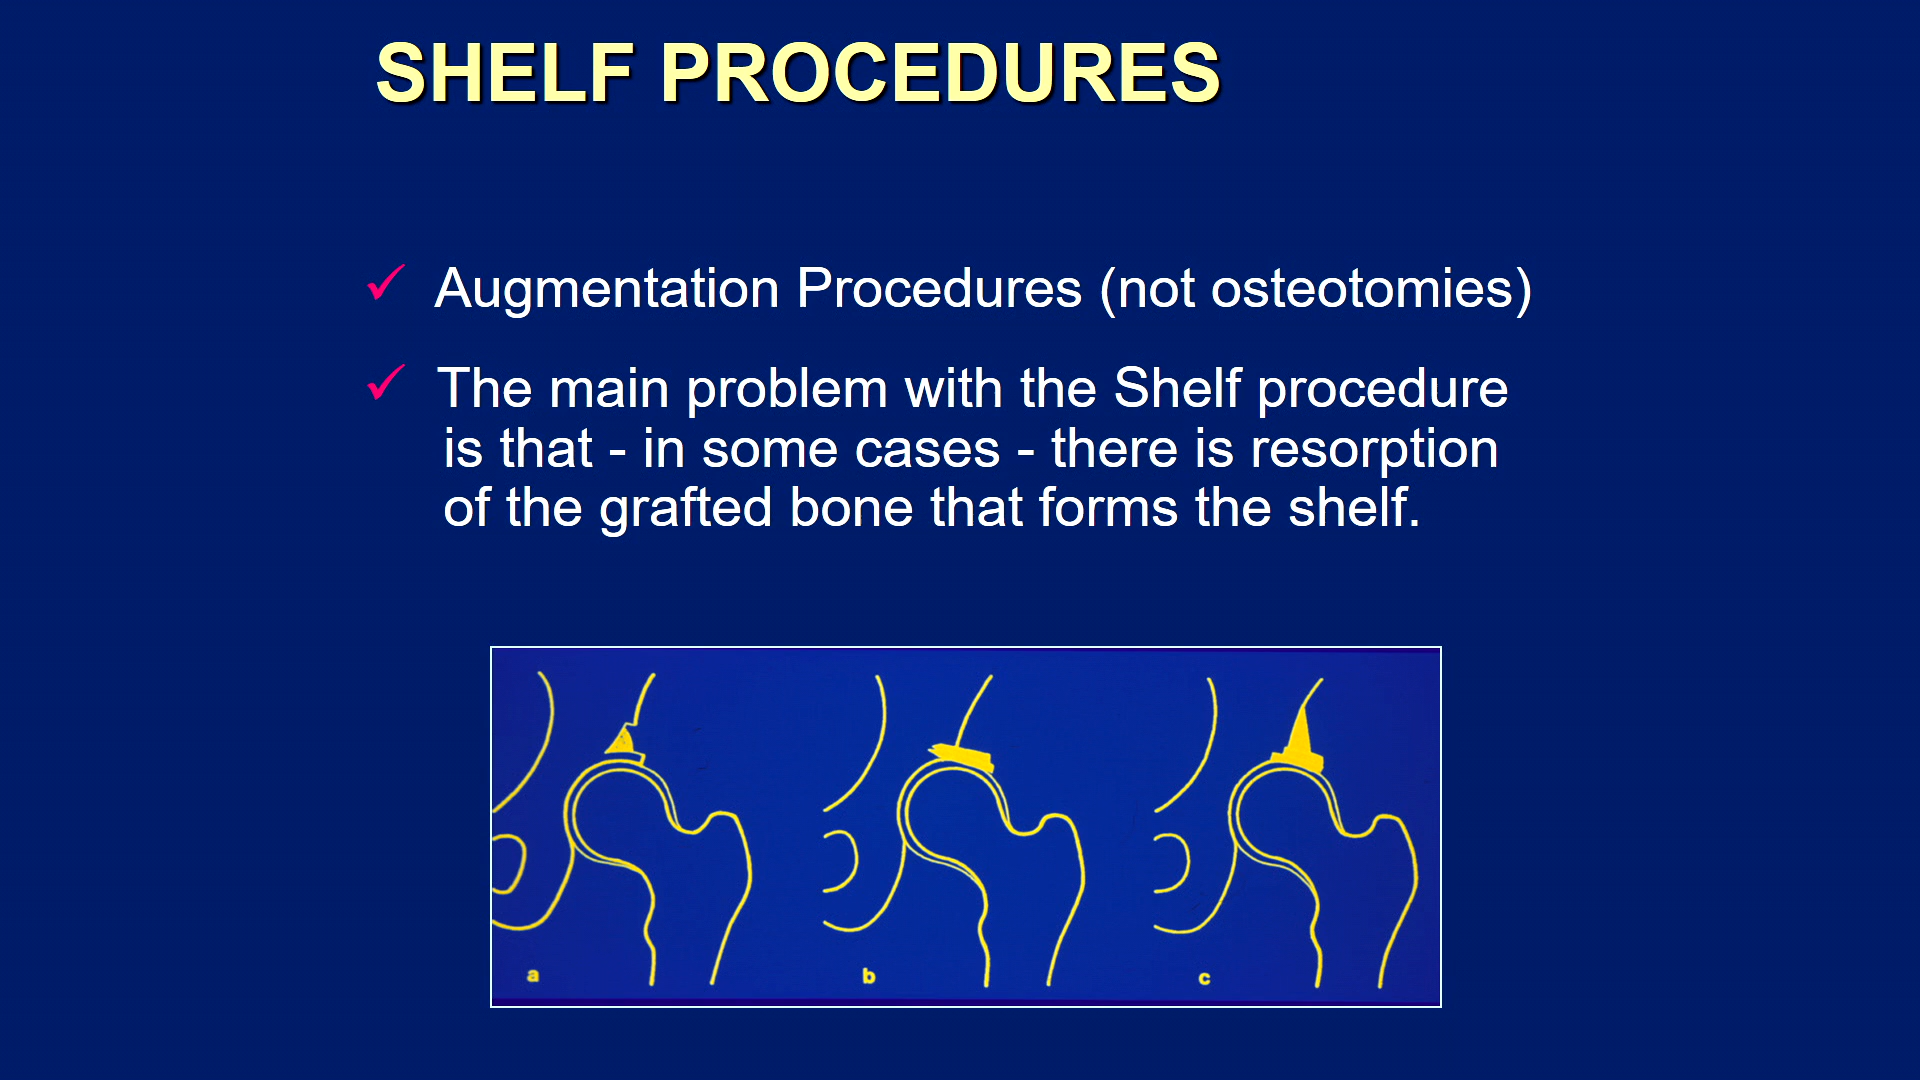 SHELF PROCEDURES
✓ Augmentation Procedures (not osteotomies)
✓ The main problem with the Shelf procedure
is that - in some cases - there is resorption
of the grafted bone that forms the shelf.
a b c